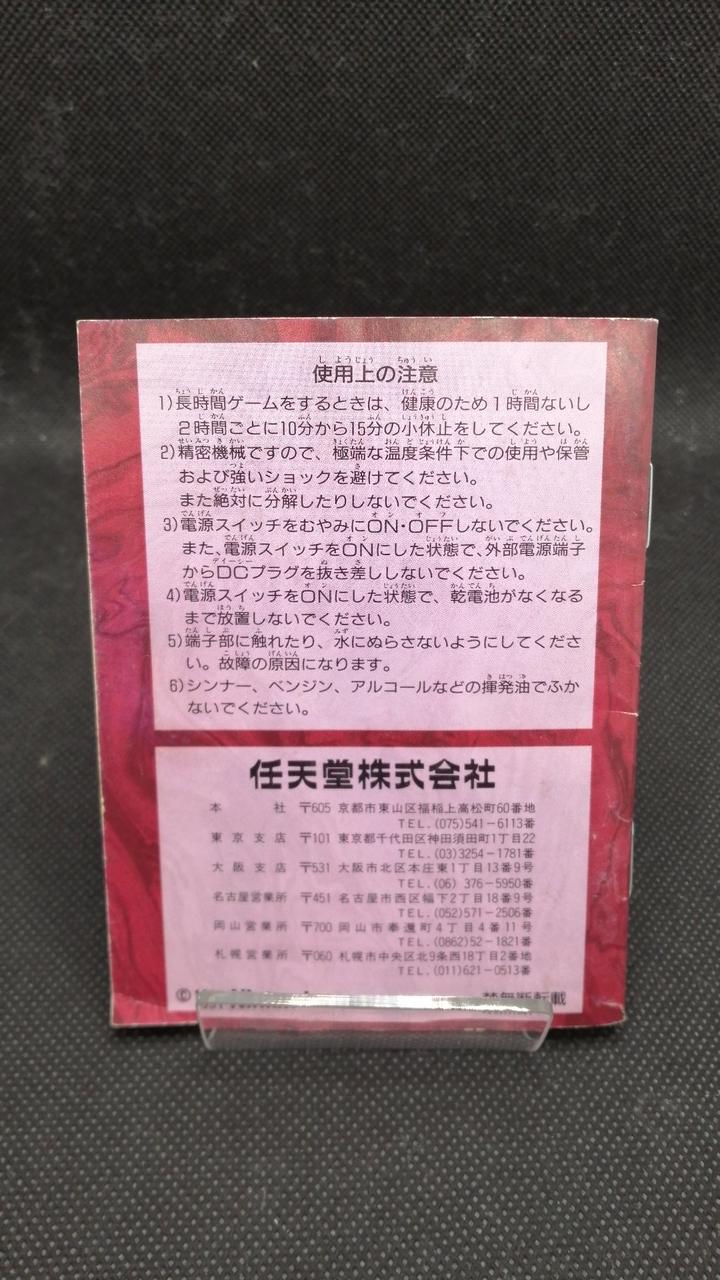 使用上の注意
1)長時間ゲームをするときは、健康のため1時間ないし
2時間ごとに10分から15分の小休止をしてください。
2)精密機械ですので、極端な温度条件下での使用や保管
および強いショックを避けてください。
また絶対に分解したりしないでください。
3)電源スイッチをむやみにON・OFFしないでください。
また、電源スイッチをONにした状態で、外部電源端子
からDCプラグを抜き差ししないでください。
4)電源スイッチをONにした状態で、乾電池がなくなる
まで放置しないでください。
5)端子部に触れたり、水にぬらさないようにしてくださ
い。故障の原因になります。
6)シンナー、ベンジン、アルコールなどの揮発油でふか
ないでください。
任天堂株式会社
本社 〒605 京都市東山区福稲上高松町60番地
TEL.(075)541-6113番
東京支店 〒101 東京都千代田区神田須田町1丁目22
TEL.(03)3254-1781番
大阪支店 〒531 大阪市北区本庄東1丁目13番9号
TEL.(06) 376-5950番
名古屋営業所 〒451 名古屋市西区幅下2丁目18番9号
TEL.(052)571-2506番
岡山営業所 〒700 岡山市奉還町4丁目4番11号
TEL.(0862)52-1821番
札幌営業所 〒060 札幌市中央区北9条西18丁目2番地
TEL.(011)621-0513番
© 禁無断転載